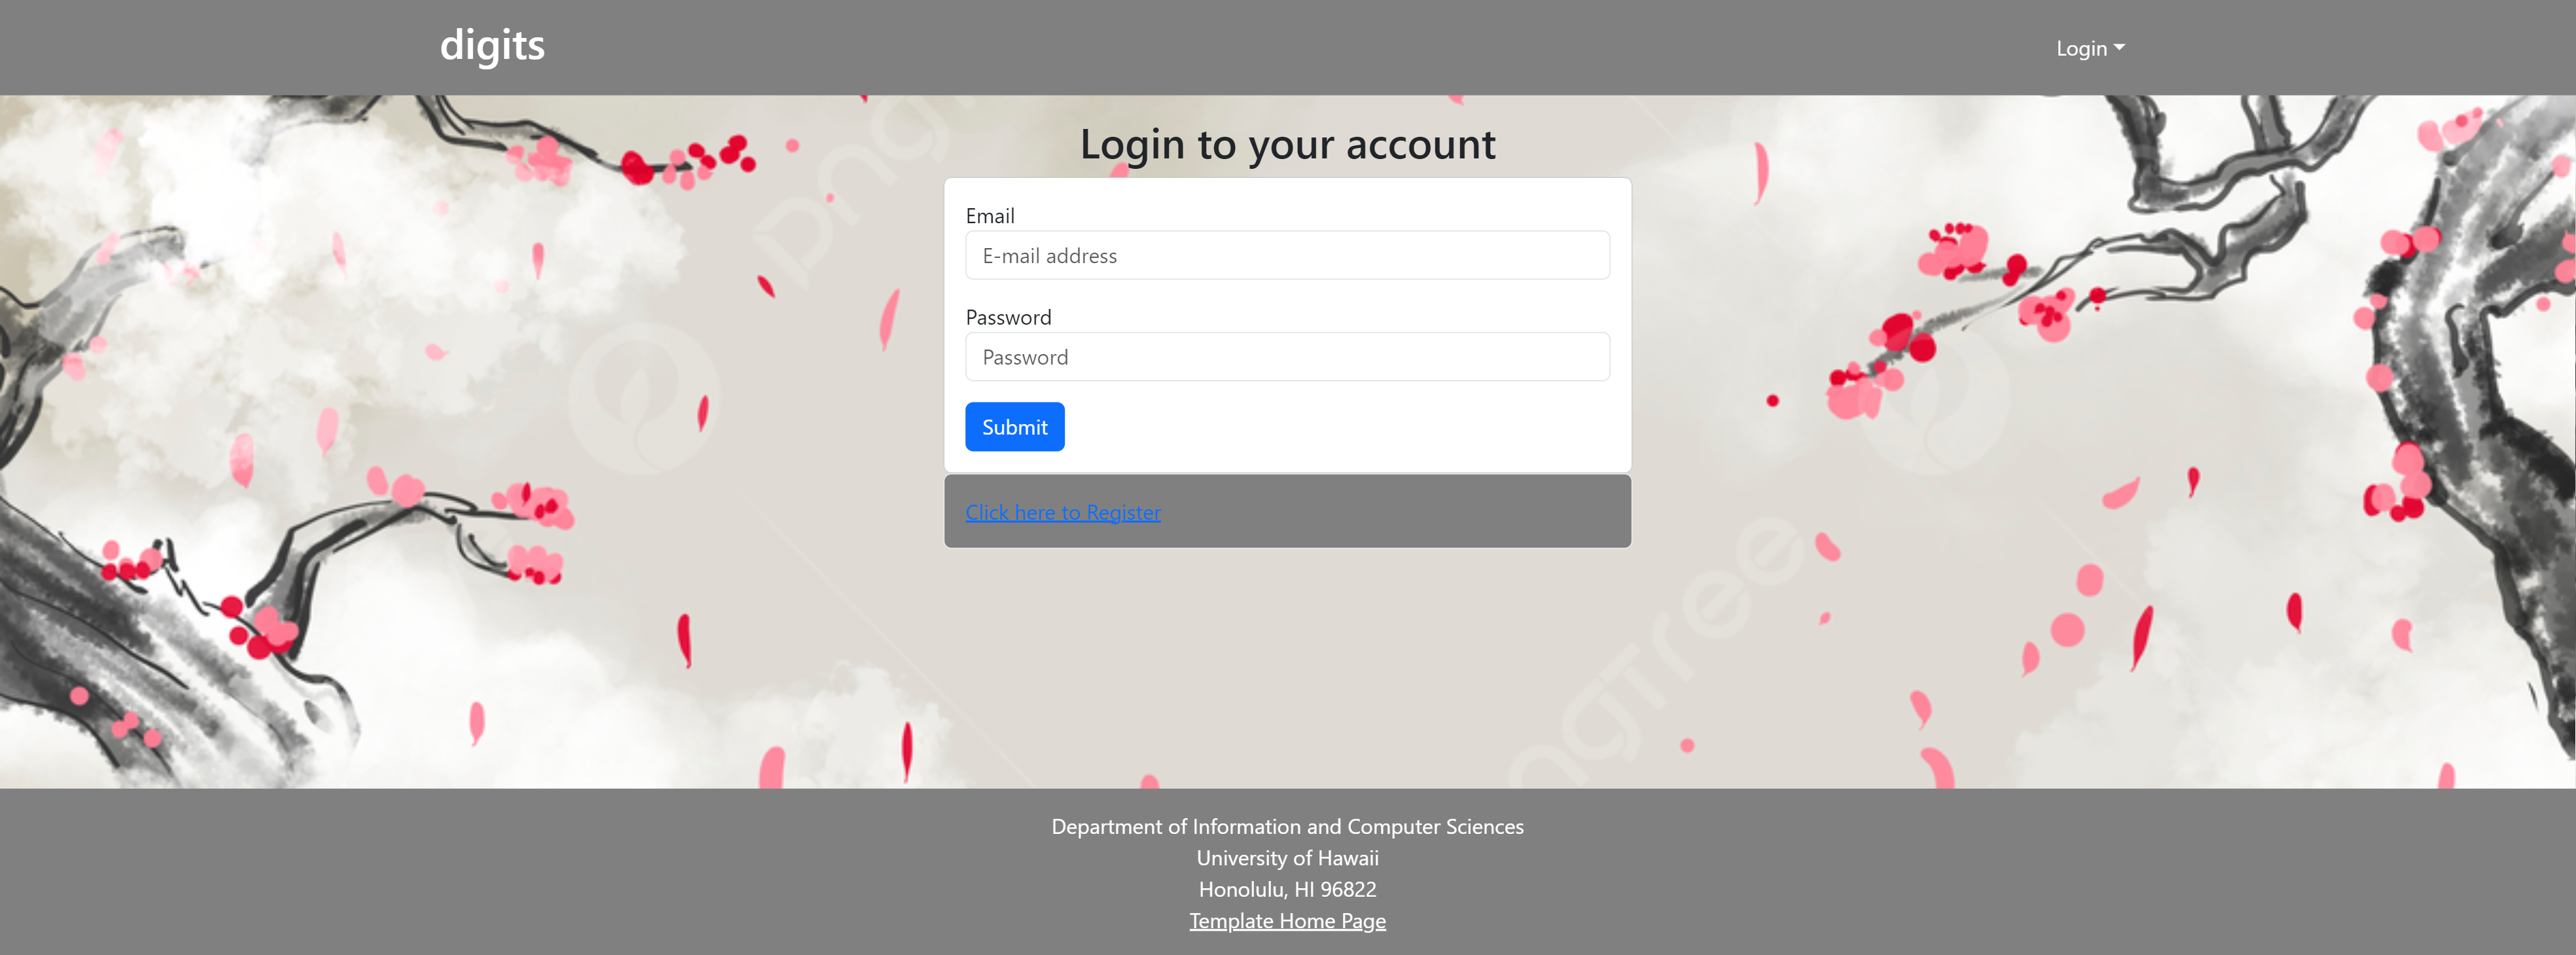 digits
Login
Login to your account
Email
E-mail address
Password
Password
Submit
Click here to Register
Department of Information and Computer Sciences
University of Hawaii
Honolulu, HI 96822
Template Home Page